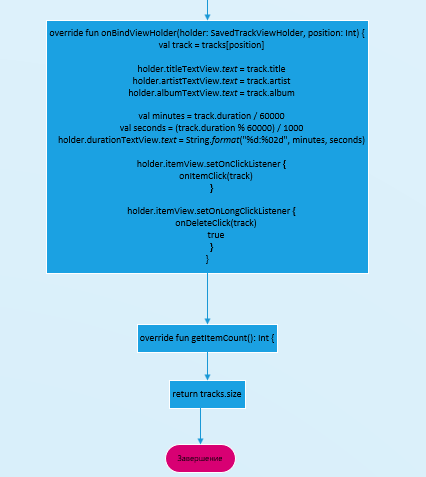 override fun onBindViewHolder(holder: SavedTrackViewHolder, position: Int) {
val track = tracks[position]
holder.titleTextView.text = track.title
holder.artistTextView.text = track.artist
holder.albumTextView.text = track.album
val minutes = track.duration / 60000
val seconds = (track.duration % 60000) / 1000
holder.durationTextView.text = String.format("%d:%02d", minutes, seconds)
holder.itemView.setOnClickListener {
onItemClick(track)
}
holder.itemView.setOnLongClickListener {
onDeleteClick(track)
true
}
}
override fun getItemCount(): Int {
return tracks.size
Завершение